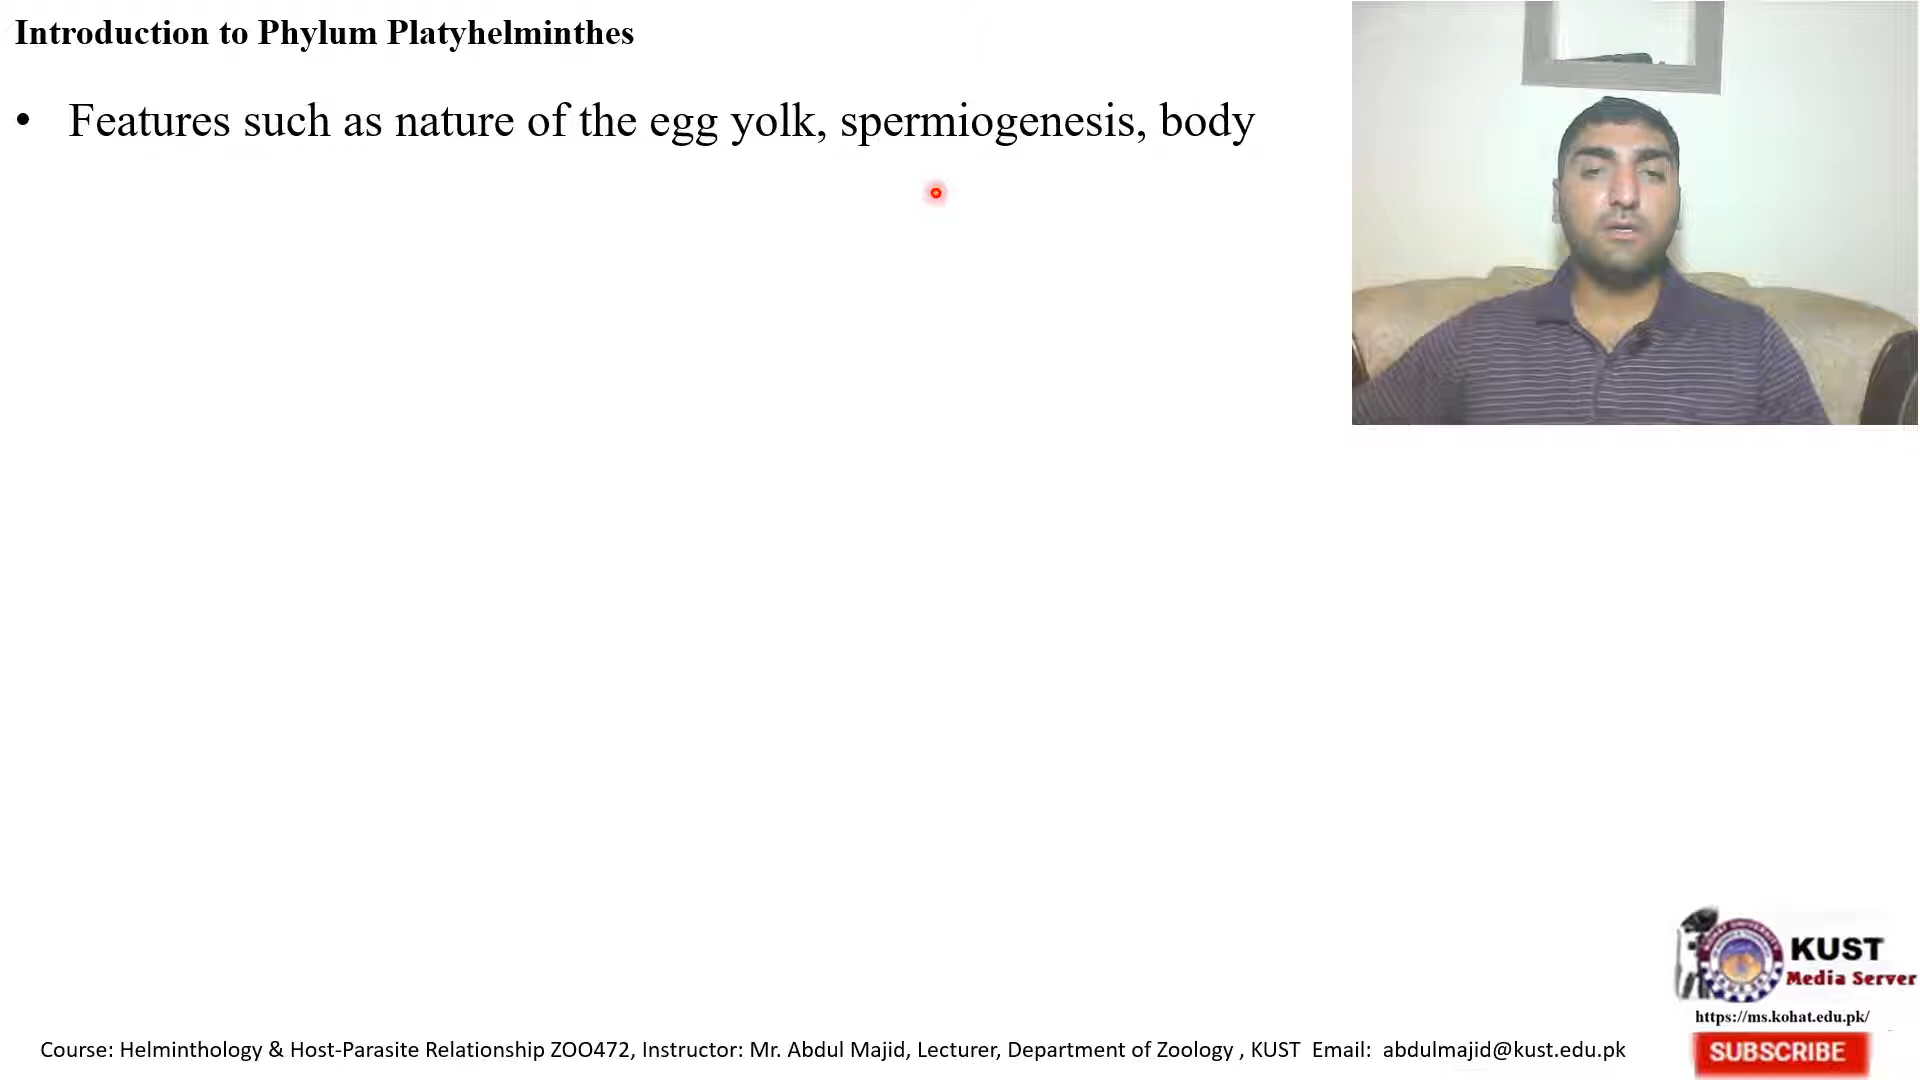 Introduction to Phylum Platyhelminthes
• Features such as nature of the egg yolk, spermiogenesis, body
KUST
Media Server
https://ms.kohat.edu.pk/
Course: Helminthology & Host-Parasite Relationship ZOO472, Instructor: Mr. Abdul Majid, Lecturer, Department of Zoology , KUST Email: abdulmajid@kust.edu.pk
SUBSCRIBE